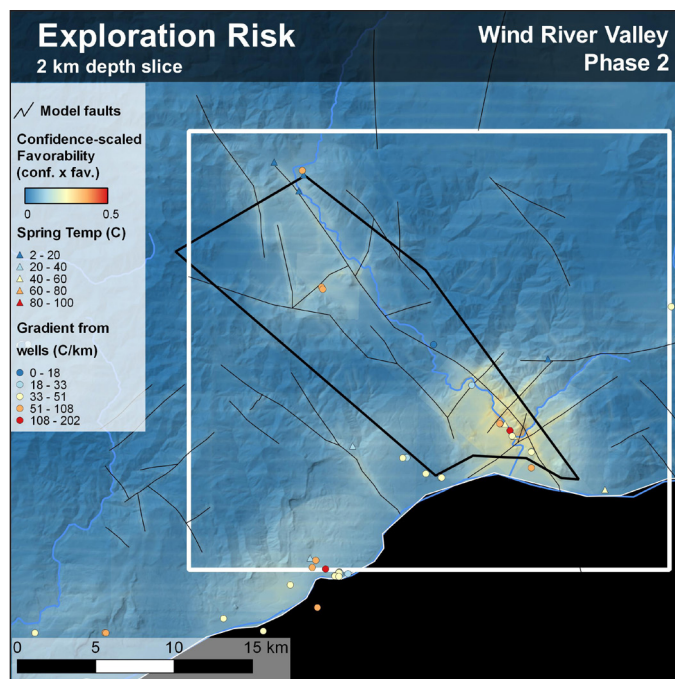 Exploration Risk
2 km depth slice
Wind River Valley
Phase 2
Model faults
Confidence-scaled
Favorability
(conf. x fav.)
0 0.5
Spring Temp (C)
2 - 20
20 - 40
40 - 60
60 - 80
80 - 100
Gradient from
wells (C/km)
0 - 18
18 - 33
33 - 51
51 - 108
108 - 202
0 5 10 15 km